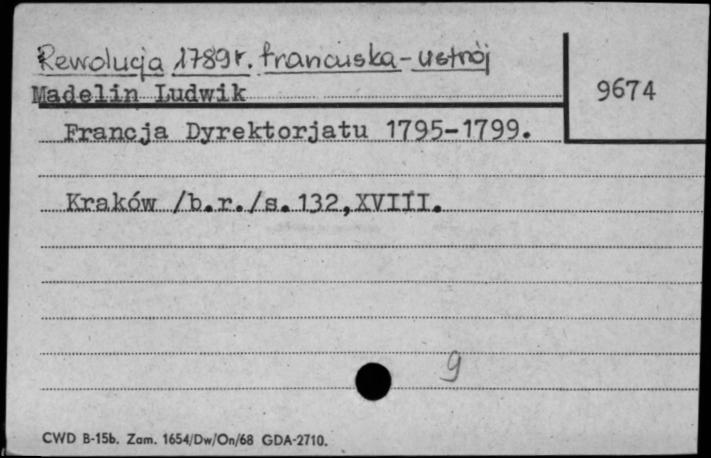 Rewolucja 1789r. francuska - ustrój
Madelin Ludwik
9674
Francja Dyrektorjatu 1795-1799.
Kraków /b.r./s.132,XVIII.
9
CWD B-15b. Zam. 1654/Dw/On/68 GDA-2710.